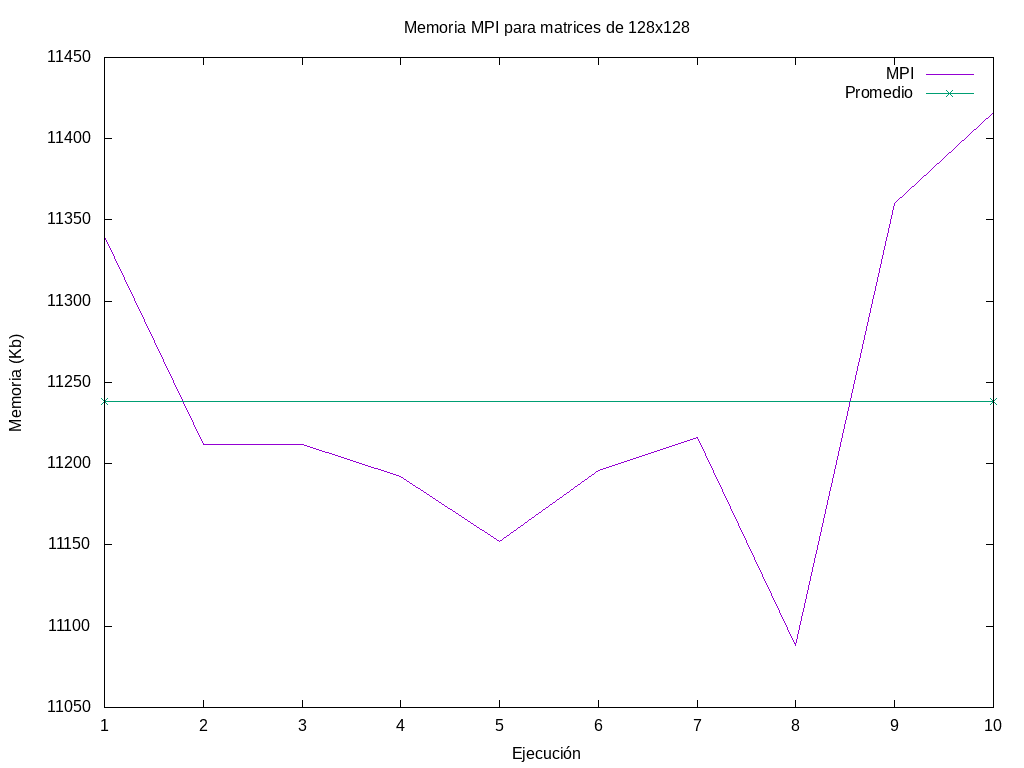 Memoria MPI para matrices de 128x128
MPI
Promedio
11450
11400
11350
11300
11250
11200
11150
11100
11050
Memoria (Kb)
1 2 3 4 5 6 7 8 9 10
Ejecución